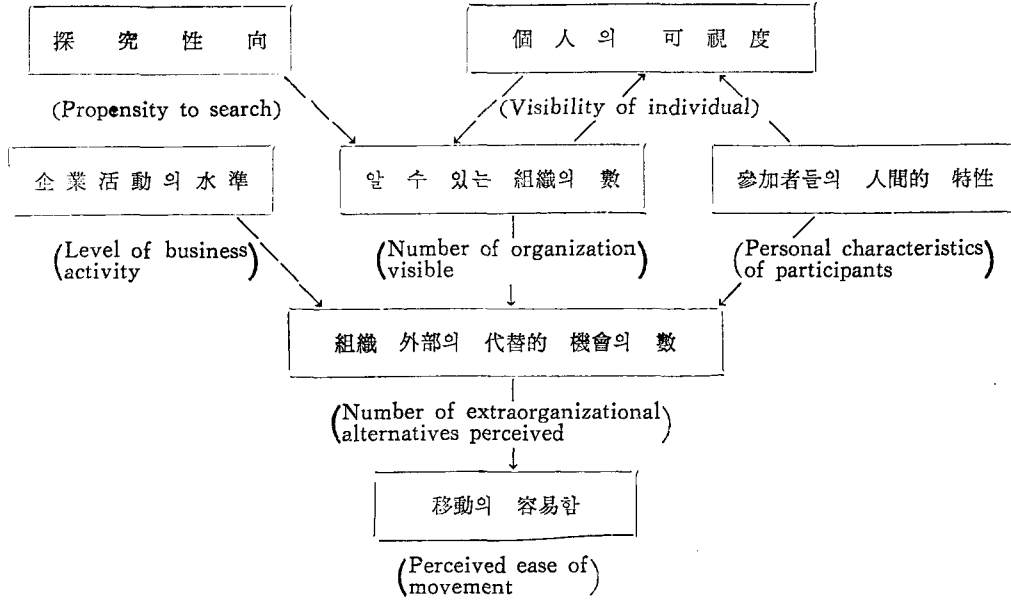 探 究 性 向
個 人 의 可 視 度
(Propensity to search)
(Visibility of individual)
企 業 活 動 의 水 準
알 수 있는 組織의 數
參加者들의 人間的 特性
(Level of business
activity)
(Number of organization
visible)
(Personal characteristics
of participants)
組織 外部의 代替的 機會의 數
(Number of extraorganizational
alternatives perceived)
移動의 容易함
(Perceived ease of
movement)